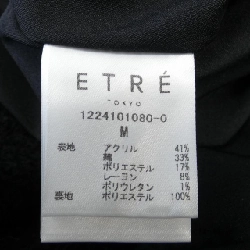 ETRÉ
TOKYO
1224101080-0
M
表地 アクリル 41%
綿 33%
ポリエステル 17%
レーヨン 8%
ポリウレタン 1%
裏地 ポリエステル 100%